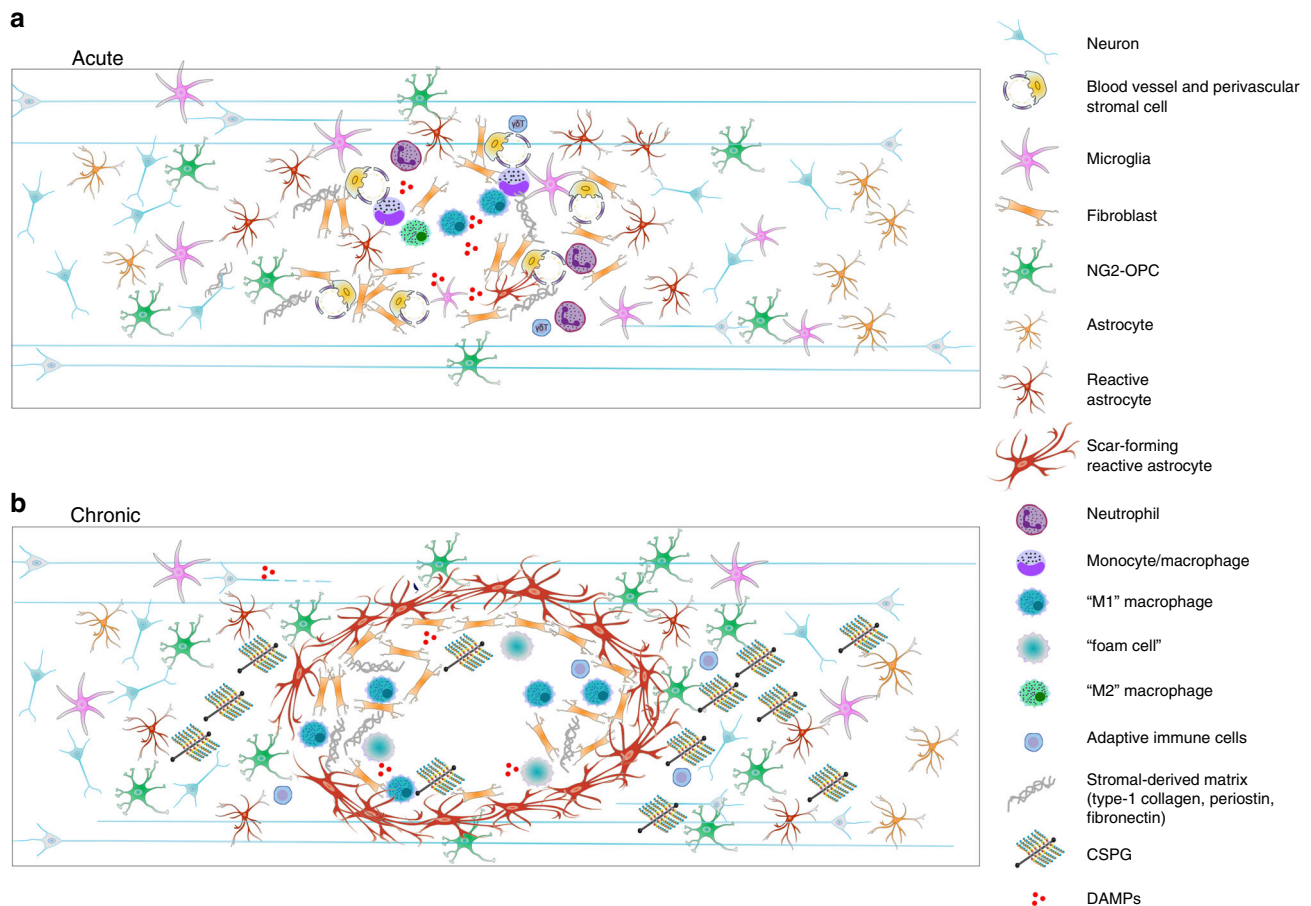 a
Acute
γδT
γδT
b
Chronic
Neuron
Blood vessel and perivascular
stromal cell
Microglia
Fibroblast
NG2-OPC
Astrocyte
Reactive
astrocyte
Scar-forming
reactive astrocyte
Neutrophil
Monocyte/macrophage
“M1” macrophage
“foam cell”
“M2” macrophage
Adaptive immune cells
Stromal-derived matrix
(type-1 collagen, periostin,
fibronectin)
CSPG
DAMPs